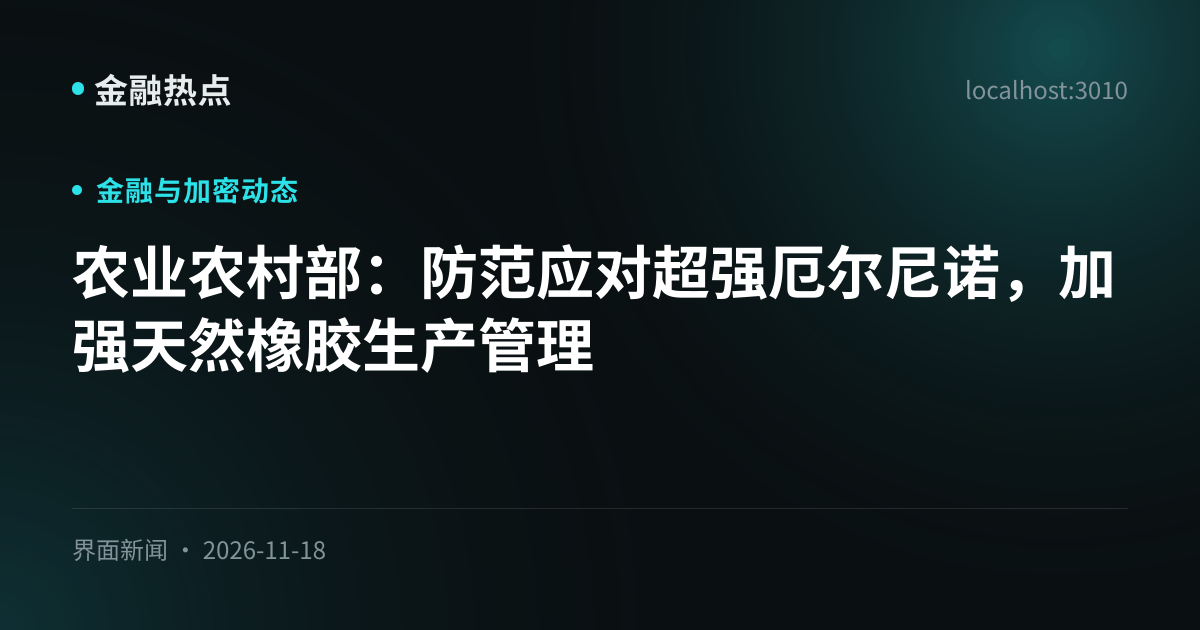 金融热点
localhost:3010
金融与加密动态
农业农村部：防范应对超强厄尔尼诺，加
强天然橡胶生产管理
界面新闻 · 2026-11-18